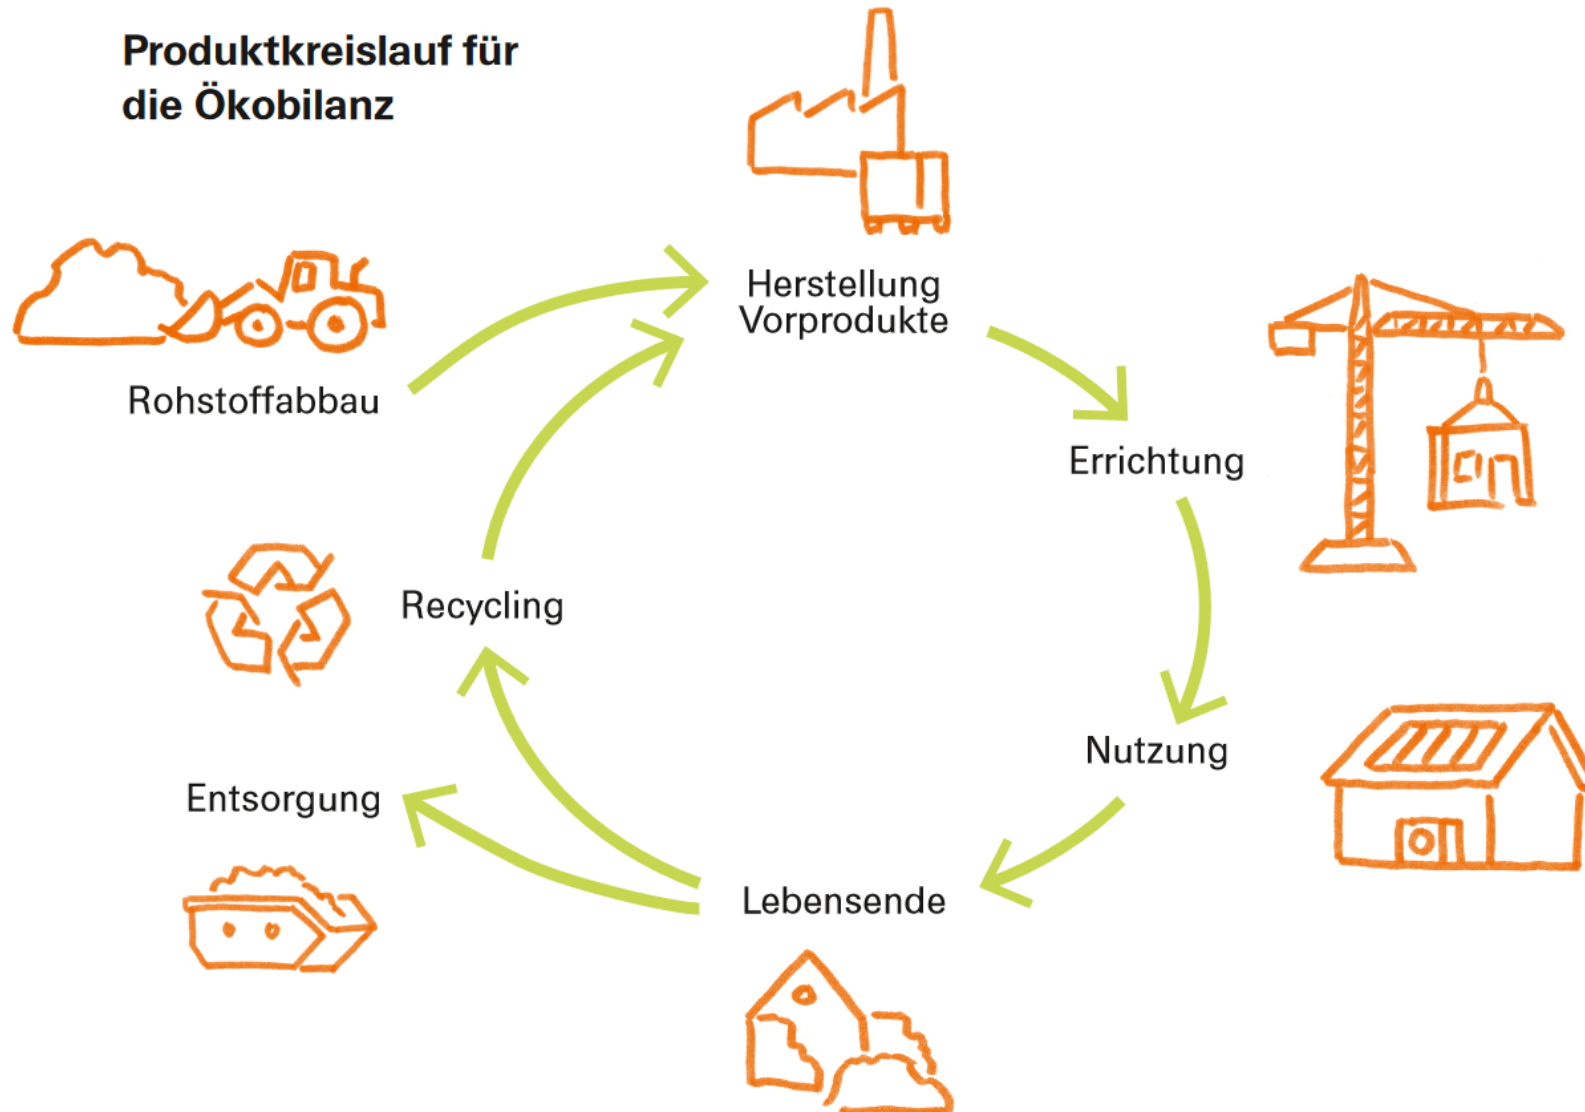 Produktkreislauf für
die Ökobilanz
Herstellung
Vorprodukte
Rohstoffabbau
Errichtung
Recycling
Nutzung
Entsorgung
Lebensende